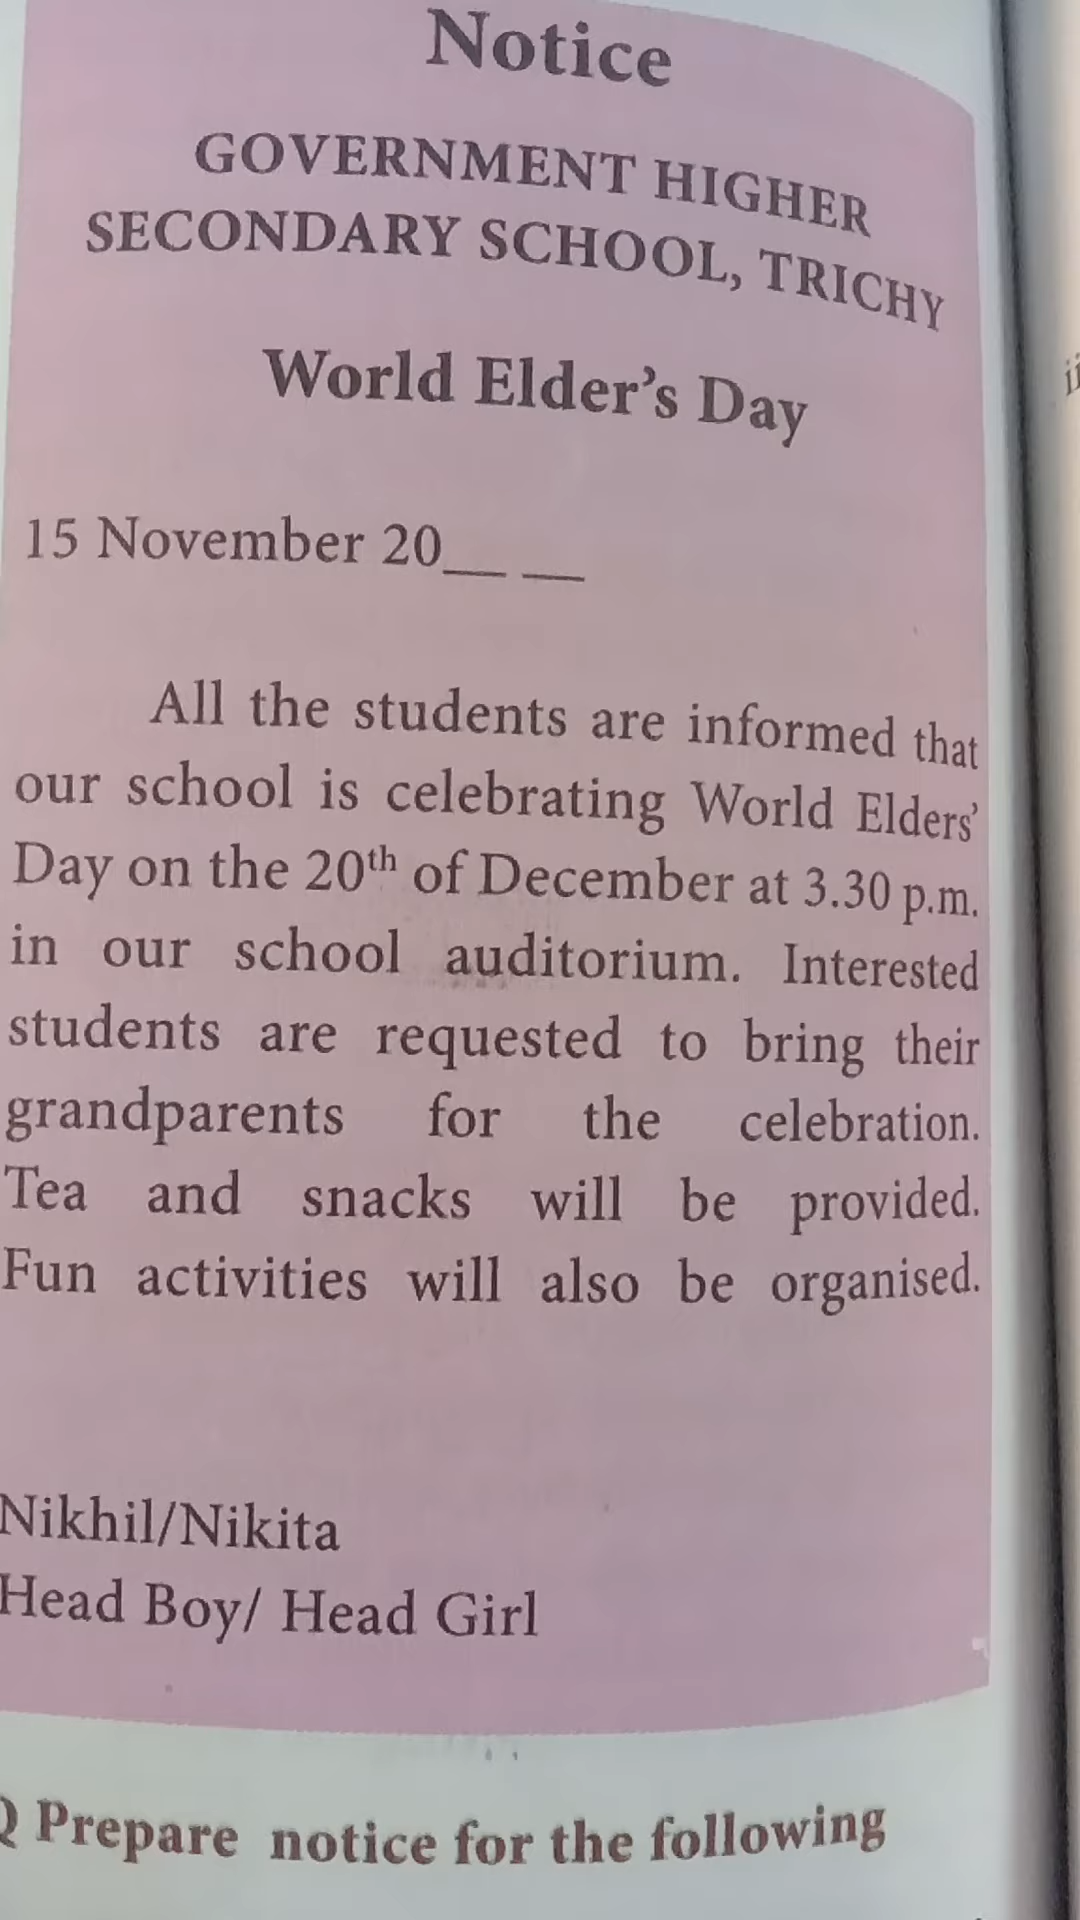 Notice
GOVERNMENT HIGHER
SECONDARY SCHOOL, TRICHY
World Elder's Day
15 November 20__ __
All the students are informed that
our school is celebrating World Elders'
Day on the 20th of December at 3.30 p.m.
in our school auditorium. Interested
students are requested to bring their
grandparents for the celebration.
Tea and snacks will be provided.
Fun activities will also be organised.
Nikhil/Nikita
Head Boy/ Head Girl
Prepare notice for the following